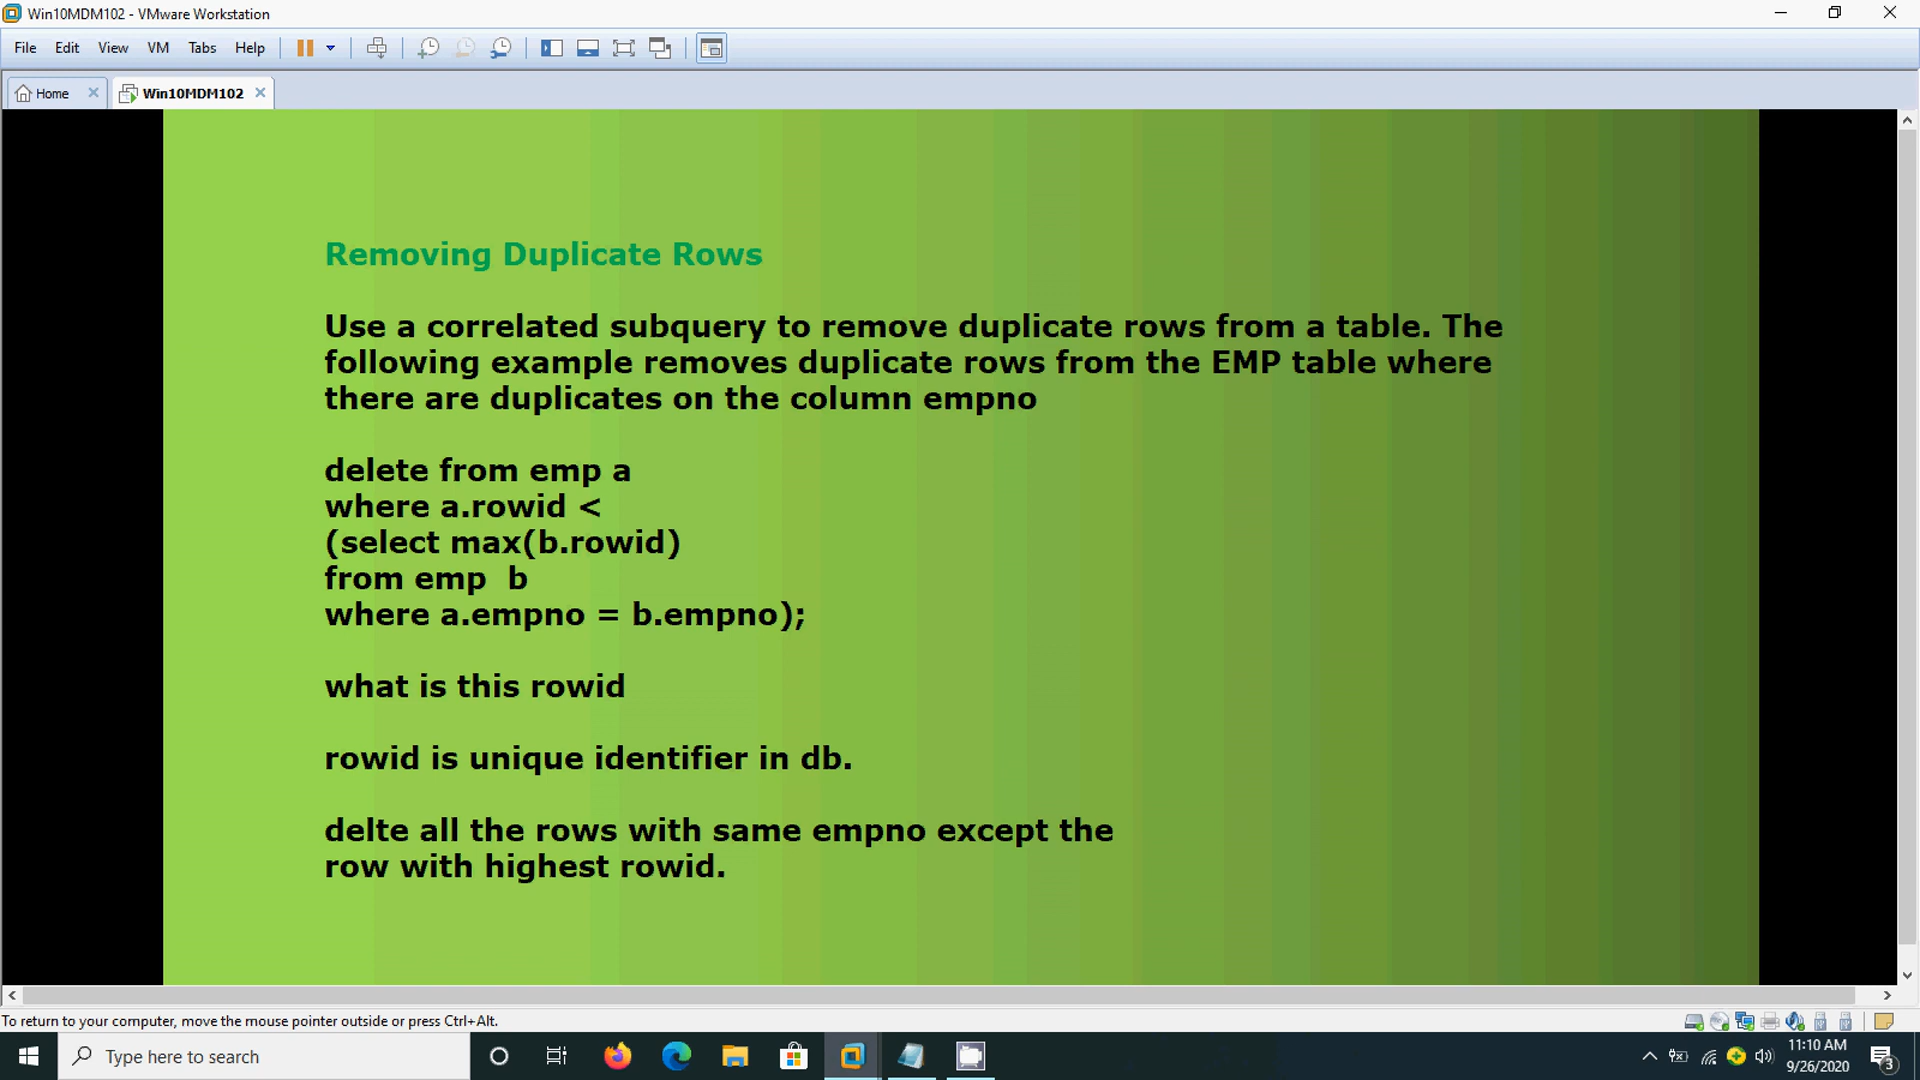 Win10MDM102 - VMware Workstation
File Edit View VM Tabs Help
Home Win10MDM102
Removing Duplicate Rows
Use a correlated subquery to remove duplicate rows from a table. The
following example removes duplicate rows from the EMP table where
there are duplicates on the column empno
delete from emp a
where a.rowid <
(select max(b.rowid)
from emp  b
where a.empno = b.empno);
what is this rowid
rowid is unique identifier in db.
delte all the rows with same empno except the
row with highest rowid.
To return to your computer, move the mouse pointer outside or press Ctrl+Alt.
Type here to search
11:10 AM
9/26/2020
3